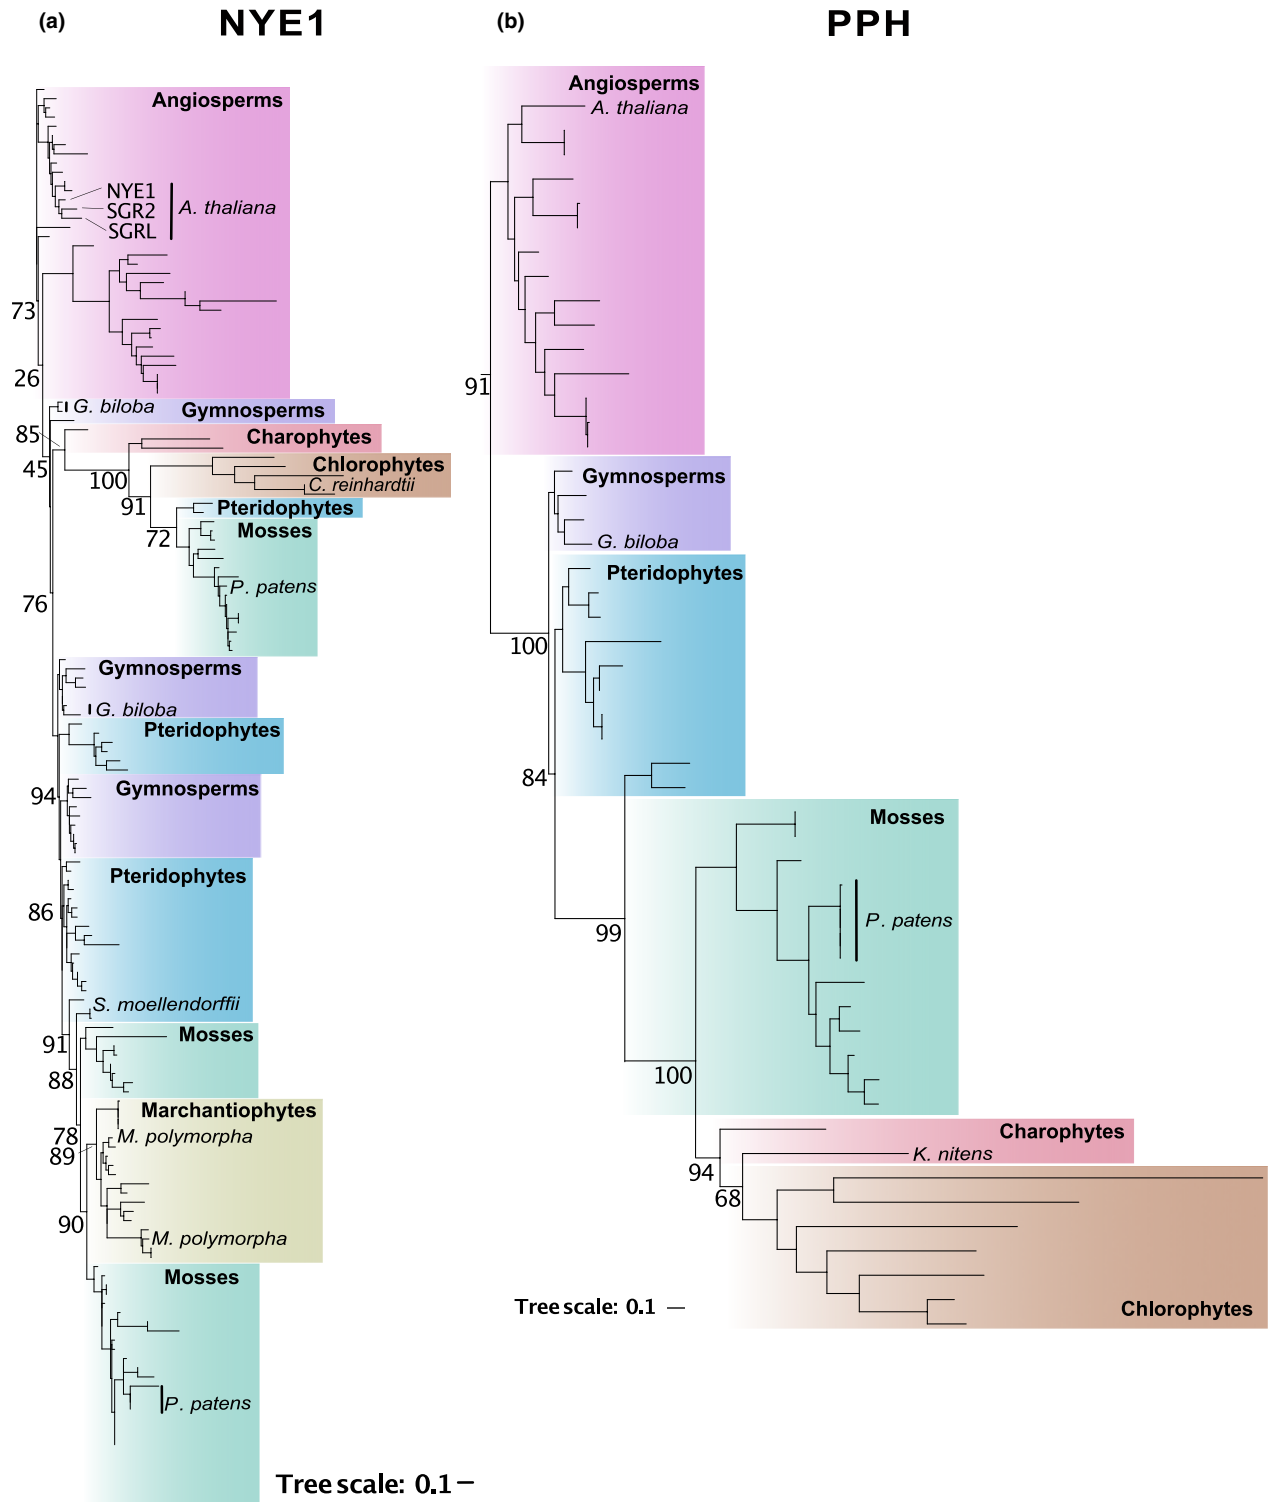 (a) NYE1
Angiosperms
NYE1
SGR2
SGRL
A. thaliana
73
26
G. biloba
Gymnosperms
85
Charophytes
45
Chlorophytes
100
C. reinhardtii
91
Pteridophytes
72
Mosses
P. patens
76
Gymnosperms
G. biloba
Pteridophytes
94
Gymnosperms
Pteridophytes
86
S. moellendorffii
91
Mosses
88
Marchantiophytes
78
M. polymorpha
89
90
M. polymorpha
Mosses
P. patens
Tree scale: 0.1
(b) PPH
Angiosperms
A. thaliana
91
Gymnosperms
G. biloba
Pteridophytes
100
84
Mosses
P. patens
99
100
Charophytes
K. nitens
94
68
Tree scale: 0.1
Chlorophytes